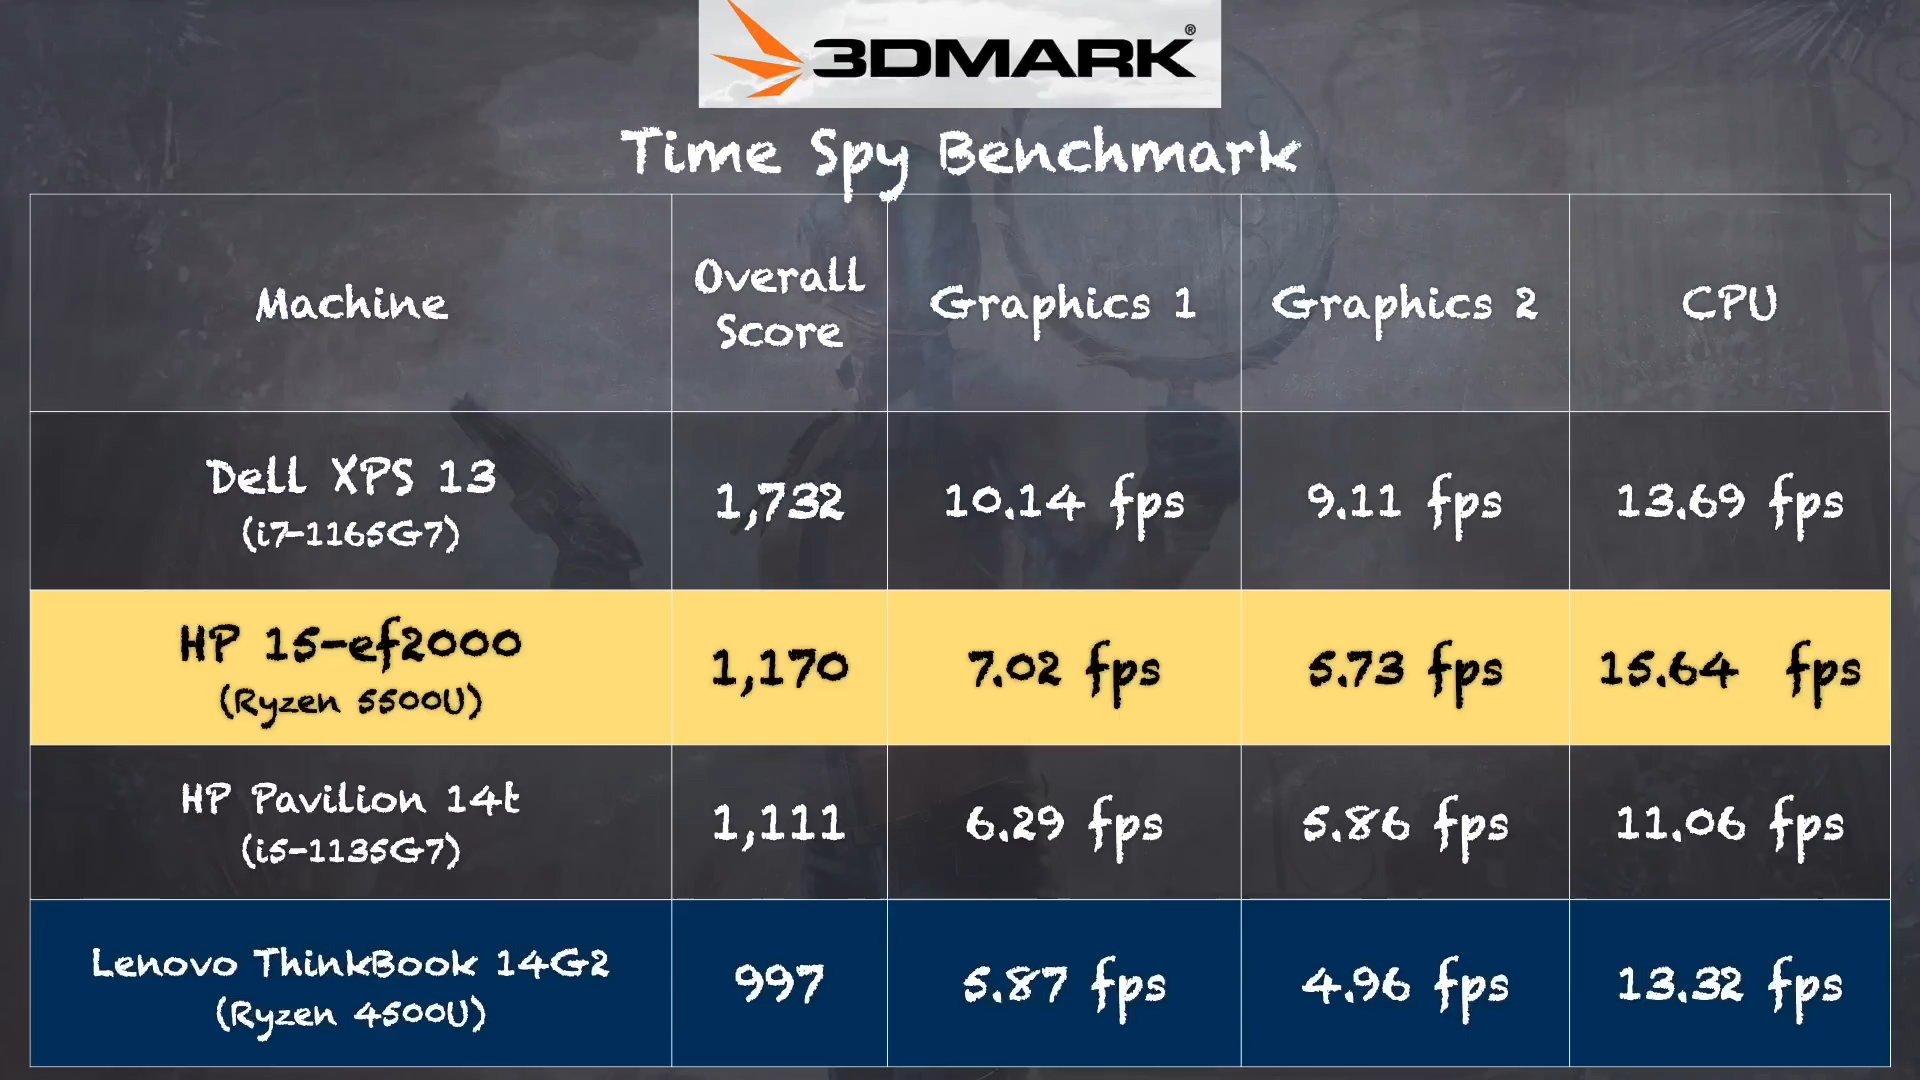 3DMARK®
Time Spy Benchmark
Machine
Overall
Score
Graphics 1
Graphics 2
CPU
Dell XPS 13
(i7-1165G7)
1,732
10.14 fps
9.11 fps
13.69 fps
HP 15-ef2000
(Ryzen 5500U)
1,170
7.02 fps
5.73 fps
15.64 fps
HP Pavilion 14t
(i5-1135G7)
1,111
6.29 fps
5.86 fps
11.06 fps
Lenovo ThinkBook 14G2
(Ryzen 4500U)
997
5.87 fps
4.96 fps
13.32 fps